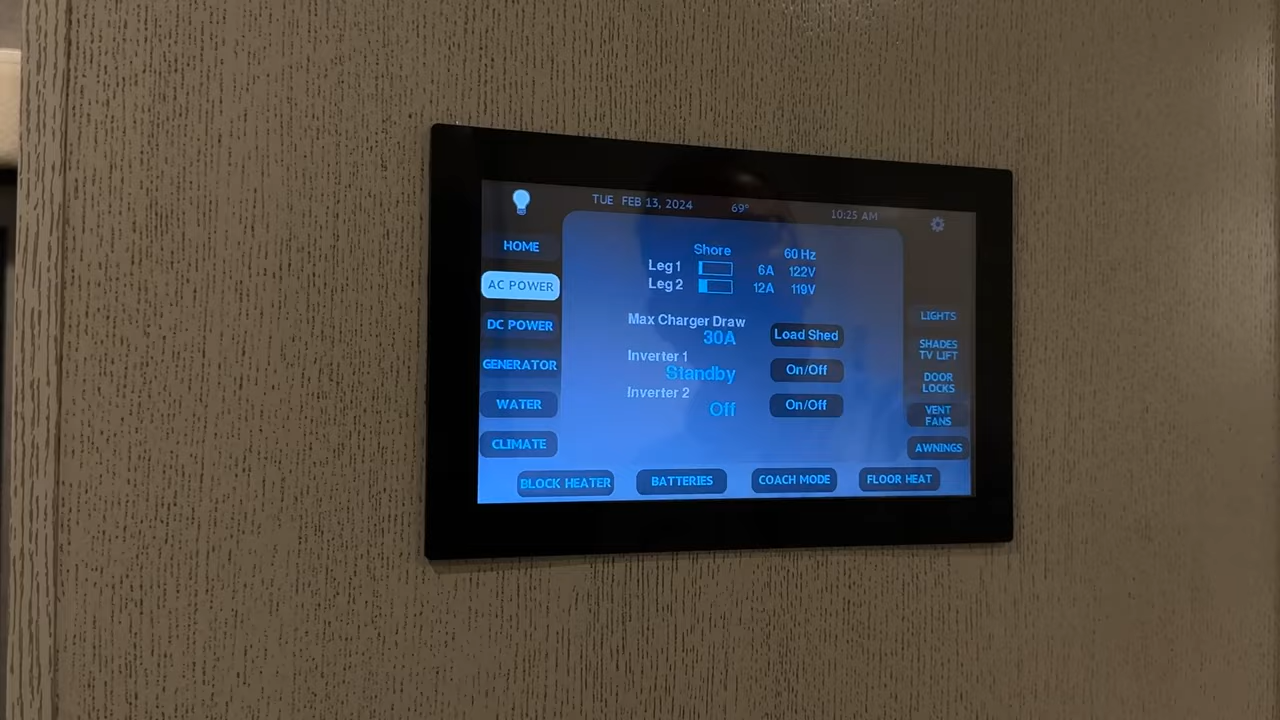 TUE FEB 13, 2024 69° 10:25 AM
HOME
AC POWER
DC POWER
GENERATOR
WATER
CLIMATE
Shore 60 Hz
Leg 1 6A 122V
Leg 2 12A 119V
Max Charger Draw
30A
Load Shed
Inverter 1
Standby
On/Off
Inverter 2
Off
On/Off
LIGHTS
SHADES
TV LIFT
DOOR
LOCKS
VENT
FANS
AWNINGS
BLOCK HEATER
BATTERIES
COACH MODE
FLOOR HEAT